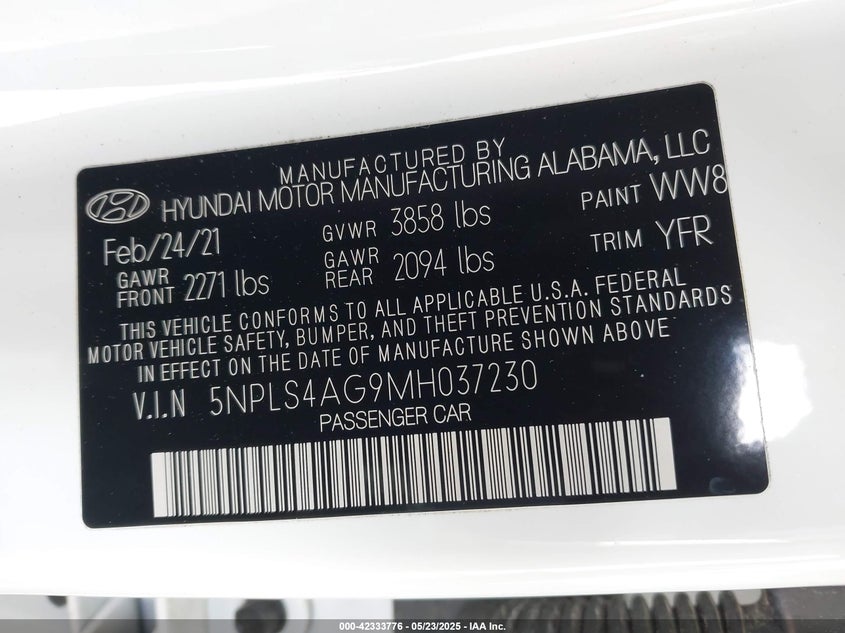 MANUFACTURED BY
HYUNDAI MOTOR MANUFACTURING ALABAMA, LLC
Feb/24/21 GVWR 3858 lbs PAINT WW8
GAWR FRONT 2271 lbs GAWR REAR 2094 lbs TRIM YFR
THIS VEHICLE CONFORMS TO ALL APPLICABLE U.S.A. FEDERAL
MOTOR VEHICLE SAFETY, BUMPER, AND THEFT PREVENTION STANDARDS
IN EFFECT ON THE DATE OF MANUFACTURE SHOWN ABOVE
V.I.N 5NPLS4AG9MH037230
PASSENGER CAR
000-42333776 - 05/23/2025 - IAA Inc.